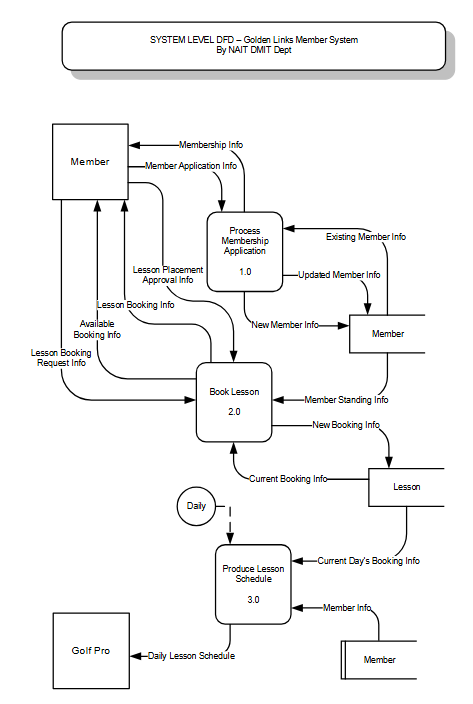 SYSTEM LEVEL DFD – Golden Links Member System
By NAIT DMIT Dept
Membership Info
Member
Member Application Info
Process
Membership
Application
1.0
Existing Member Info
Lesson Placement
Approval Info
Updated Member Info
Lesson Booking Info
Available
Booking Info
New Member Info
Member
Lesson Booking
Request Info
Book Lesson
2.0
Member Standing Info
New Booking Info
Current Booking Info
Lesson
Daily
Current Day's Booking Info
Produce Lesson
Schedule
3.0
Member Info
Golf Pro
Daily Lesson Schedule
Member